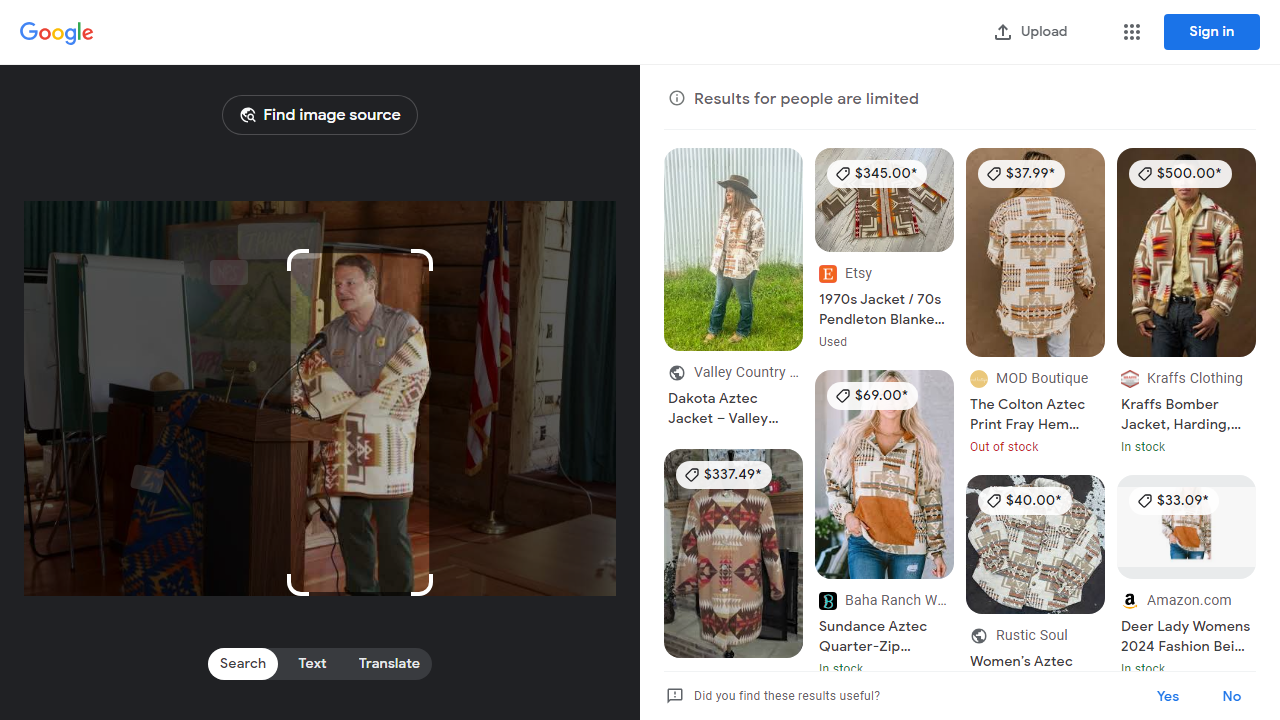 Google
Upload
Sign in
Find image source
Search
Text
Translate
Results for people are limited
Valley Country ...
Dakota Aztec
Jacket – Valley...
$337.49*
$345.00*
Etsy
1970s Jacket / 70s
Pendleton Blanke...
Used
$69.00*
Baha Ranch W...
Sundance Aztec
Quarter-Zip...
In stock
$37.99*
MOD Boutique
The Colton Aztec
Print Fray Hem...
Out of stock
$40.00*
Rustic Soul
Women's Aztec
$500.00*
Kraffs Clothing
Kraffs Bomber
Jacket, Harding,...
In stock
$33.09*
Amazon.com
Deer Lady Womens
2024 Fashion Bei...
In stock
Did you find these results useful?
Yes
No